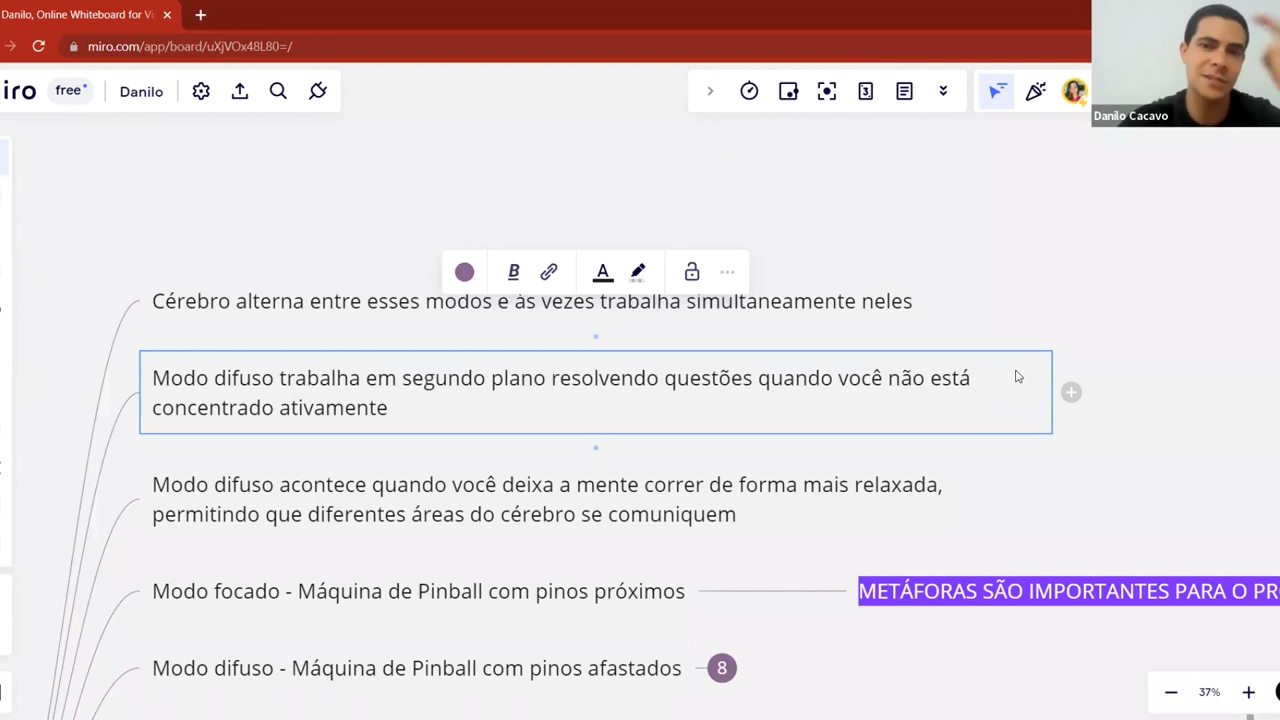 Danilo, Online Whiteboard for Vi
miro.com/app/board/uXjVOx48L80=/
iro free Danilo
3
Danilo Cacavo
B A
Cérebro alterna entre esses modos e às vezes trabalha simultaneamente neles
Modo difuso trabalha em segundo plano resolvendo questões quando você não está
concentrado ativamente
Modo difuso acontece quando você deixa a mente correr de forma mais relaxada,
permitindo que diferentes áreas do cérebro se comuniquem
Modo focado - Máquina de Pinball com pinos próximos
METÁFORAS SÃO IMPORTANTES PARA O PR
Modo difuso - Máquina de Pinball com pinos afastados
8
37%